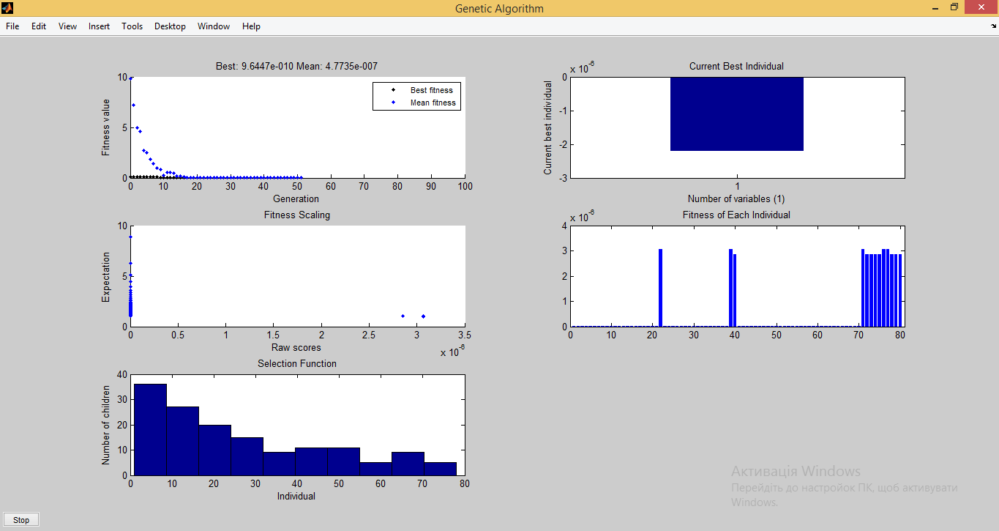 Genetic Algorithm
File Edit View Insert Tools Desktop Window Help
Best: 9.6447e-010 Mean: 4.7735e-007
Fitness value
10
5
0
Best fitness
Mean fitness
0 10 20 30 40 50 60 70 80 90 100
Generation
Current Best Individual
x 10^-6
Current best individual
0
-1
-2
-3
1
Number of variables (1)
Fitness Scaling
Expectation
10
5
0
0 0.5 1 1.5 2 2.5 3 3.5
Raw scores
x 10^-6
Fitness of Each Individual
x 10^-6
4
3
2
1
0
0 10 20 30 40 50 60 70 80
Selection Function
Number of children
40
30
20
10
0
0 10 20 30 40 50 60 70 80
Individual
Активація Windows
Перейдіть до настройок ПК, щоб активувати
Windows.
Stop